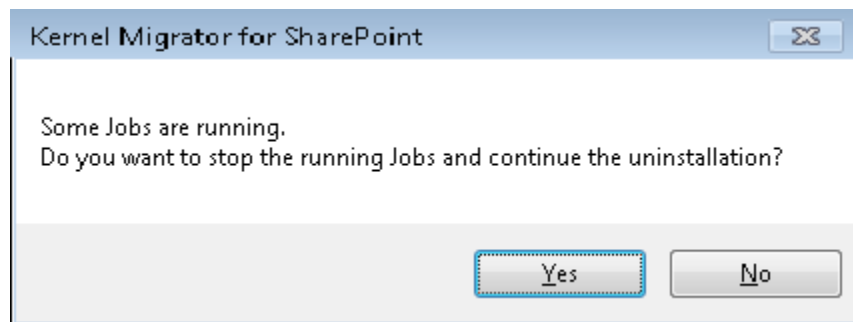 Kernel Migrator for SharePoint
Some Jobs are running.
Do you want to stop the running Jobs and continue the uninstallation?
Yes
No